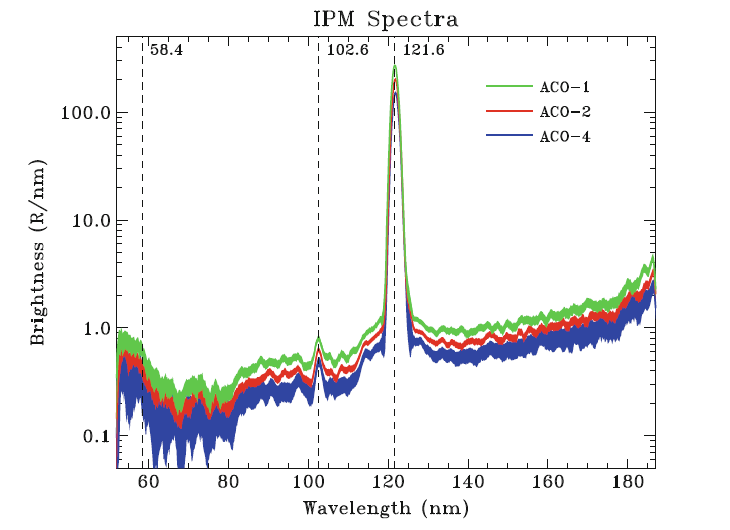 IPM Spectra
58.4
102.6
121.6
ACO-1
ACO-2
ACO-4
100.0
10.0
1.0
0.1
Brightness (R/nm)
60 80 100 120 140 160 180
Wavelength (nm)